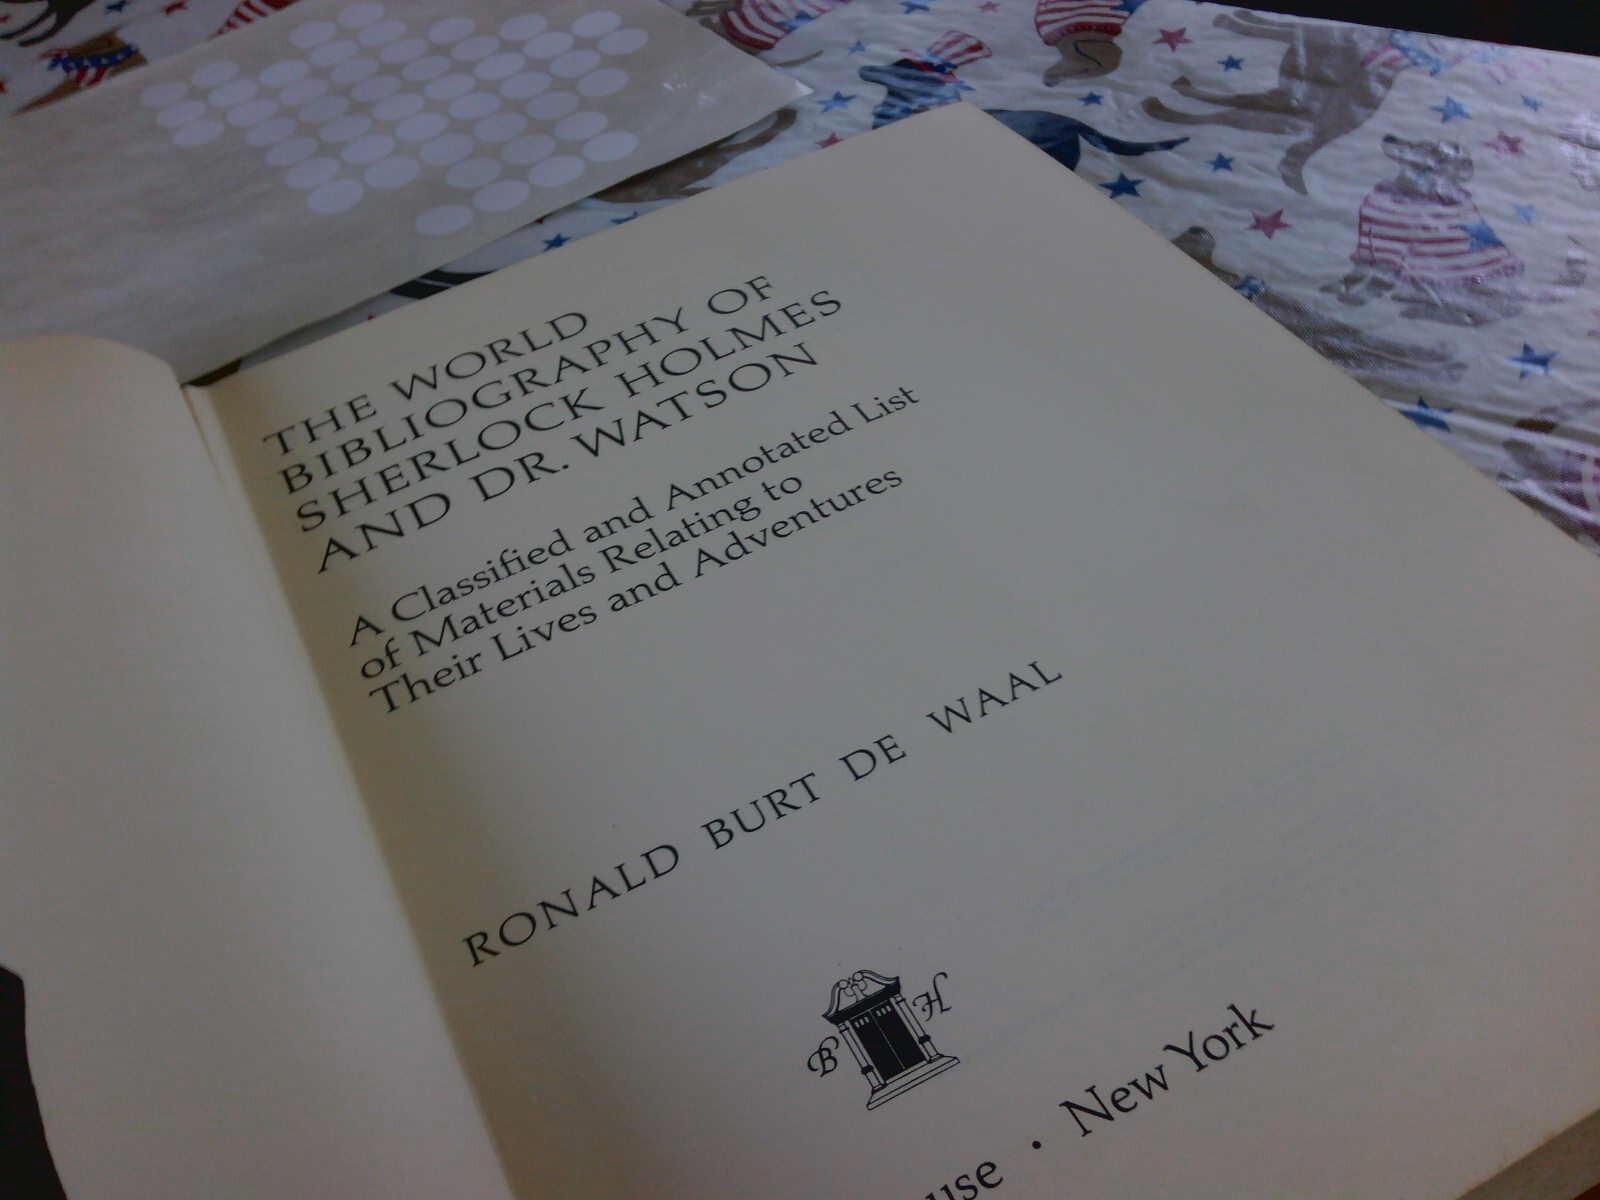 THE WORLD
BIBLIOGRAPHY OF
SHERLOCK HOLMES
AND DR. WATSON
A Classified and Annotated List
of Materials Relating to
Their Lives and Adventures
RONALD BURT DE WAAL
B H
use · New York